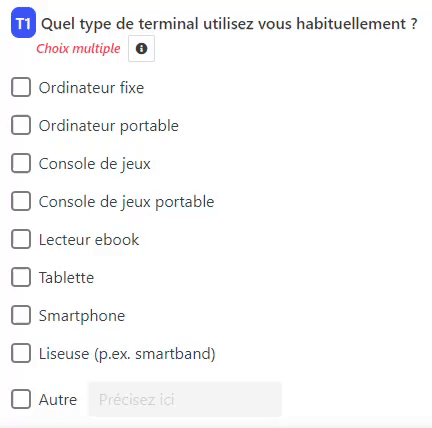 T1 Quel type de terminal utilisez vous habituellement ?
Choix multiple
Ordinateur fixe
Ordinateur portable
Console de jeux
Console de jeux portable
Lecteur ebook
Tablette
Smartphone
Liseuse (p.ex. smartband)
Autre Précisez ici